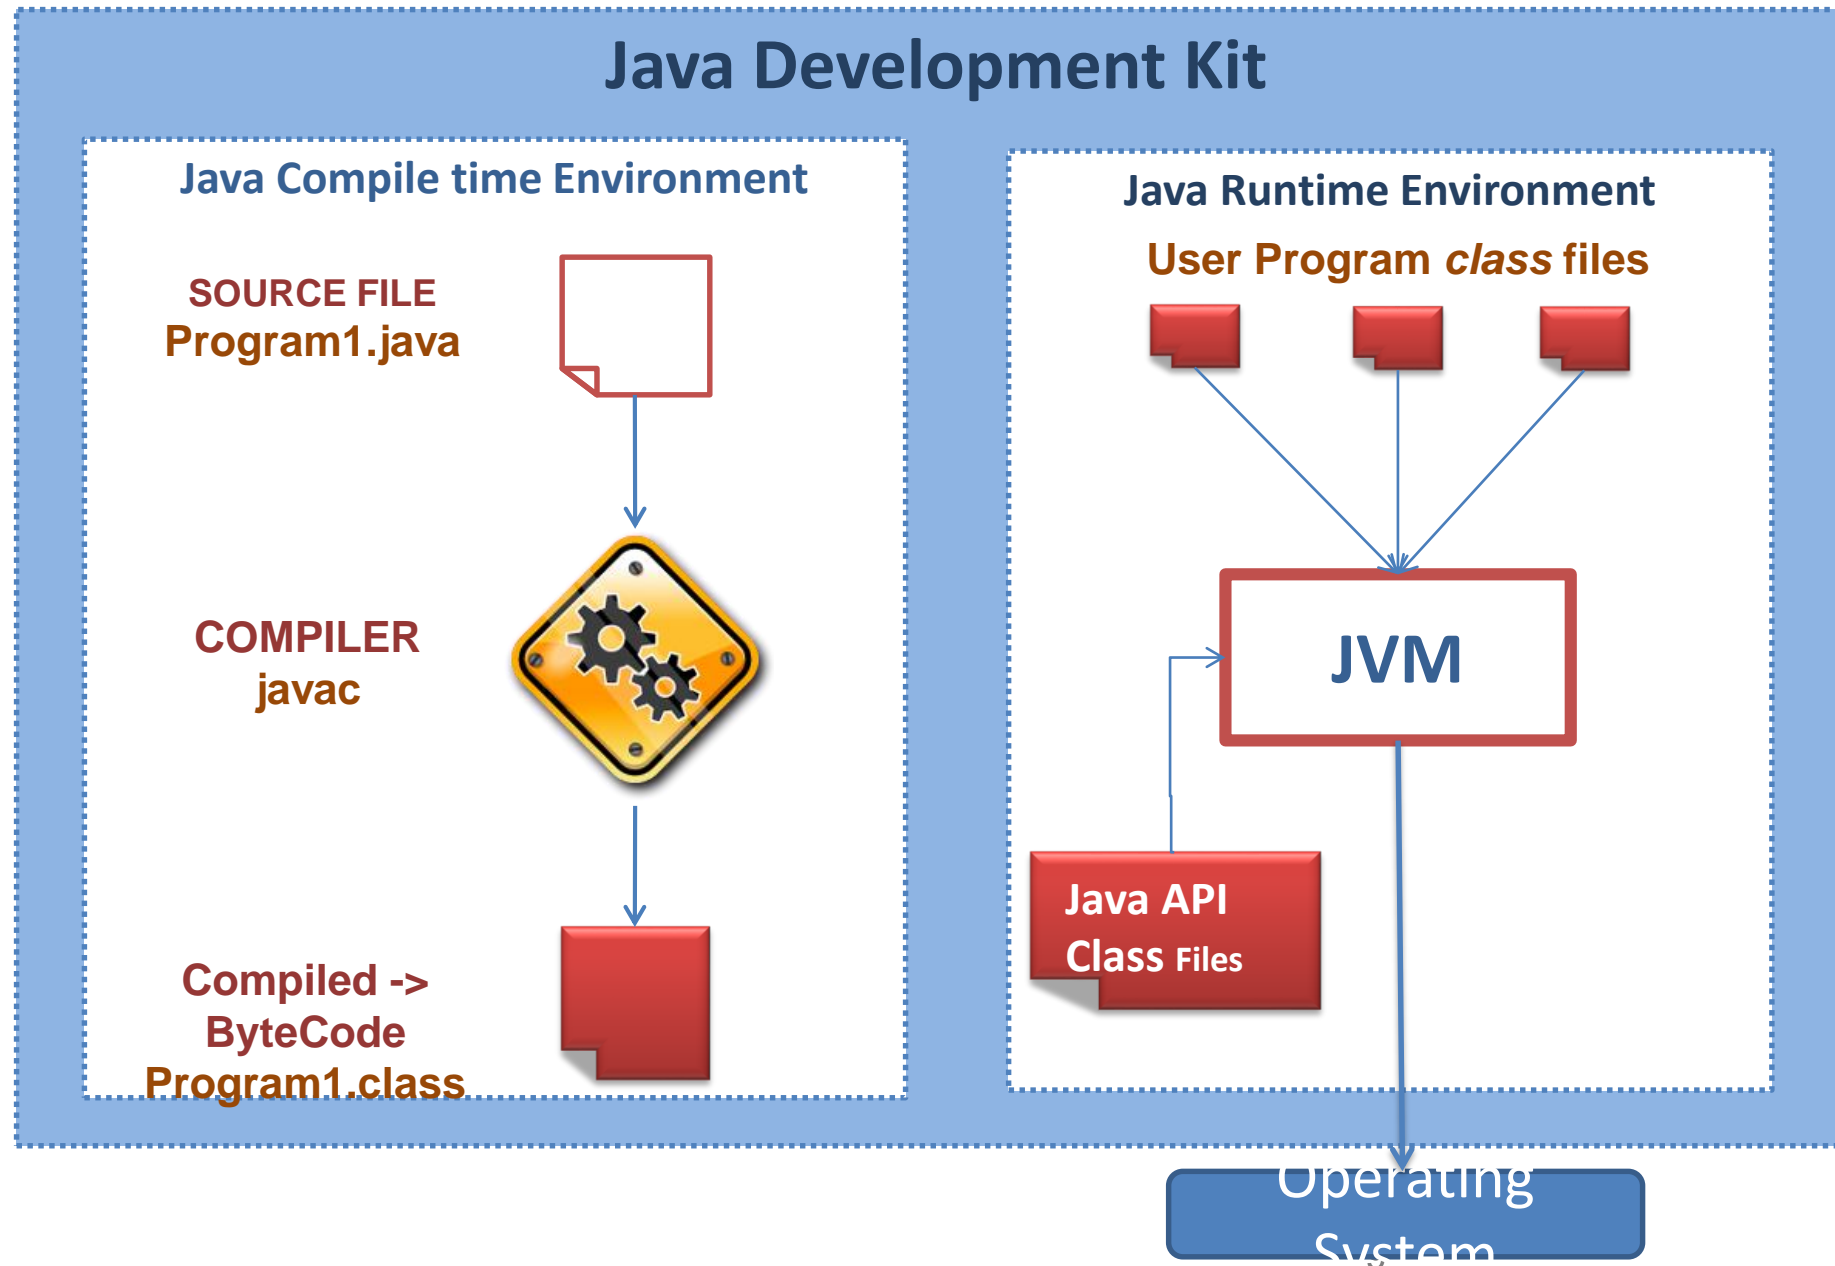 Java Development Kit
Java Compile time Environment
SOURCE FILE
Program1.java
COMPILER
javac
Compiled ->
ByteCode
Program1.class
Java Runtime Environment
User Program class files
JVM
Java API
Class Files
Operating
System